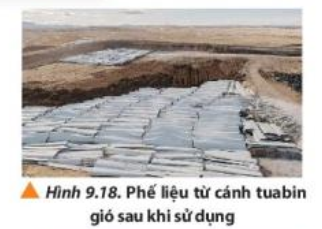 Hình 9.18. Phế liệu từ cánh tuabin
gió sau khi sử dụng